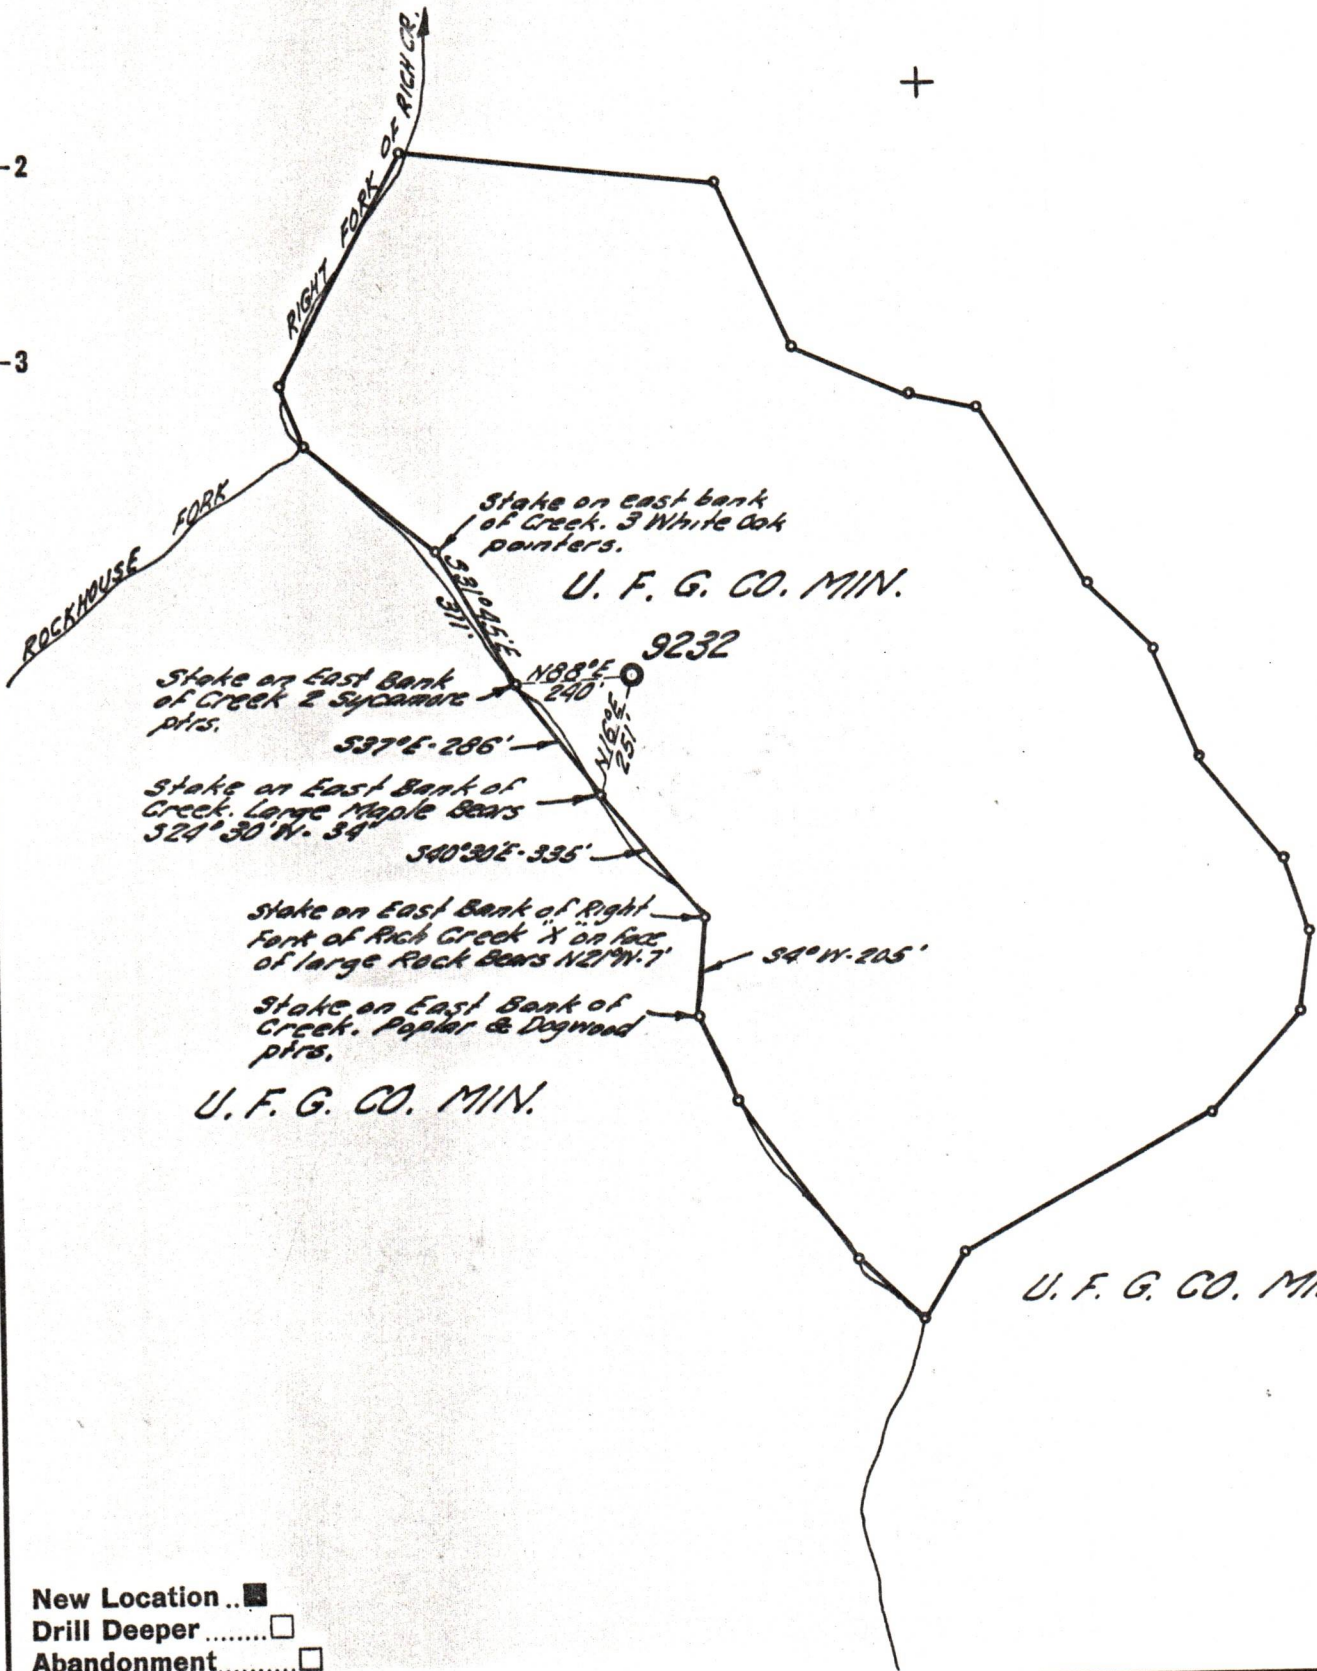 RIGHT FORK OF RICH CR.
-2
-3
ROCKHOUSE FORK
Stake on east bank
of Creek. 3 White Oak
pointers.
U. F. G. CO. MIN.
S31°45'E
311'
9232
N88°E
240'
N16°E
251'
Stake on East Bank
of Creek 2 Sycamore
ptrs.
S37°E-286'
Stake on East Bank of
Creek. Large Maple Bears
S24°30'W- 34"
S40°30'E-335'
Stake on East Bank of Right
Fork of Rich Creek "X" on face
of large Rock Bears N21°W-7'
S4°W-205'
Stake on East Bank of
Creek. Poplar & Dogwood
ptrs.
U. F. G. CO. MIN.
U. F. G. CO. MI
New Location ..■
Drill Deeper ........□
Abandonment..........□